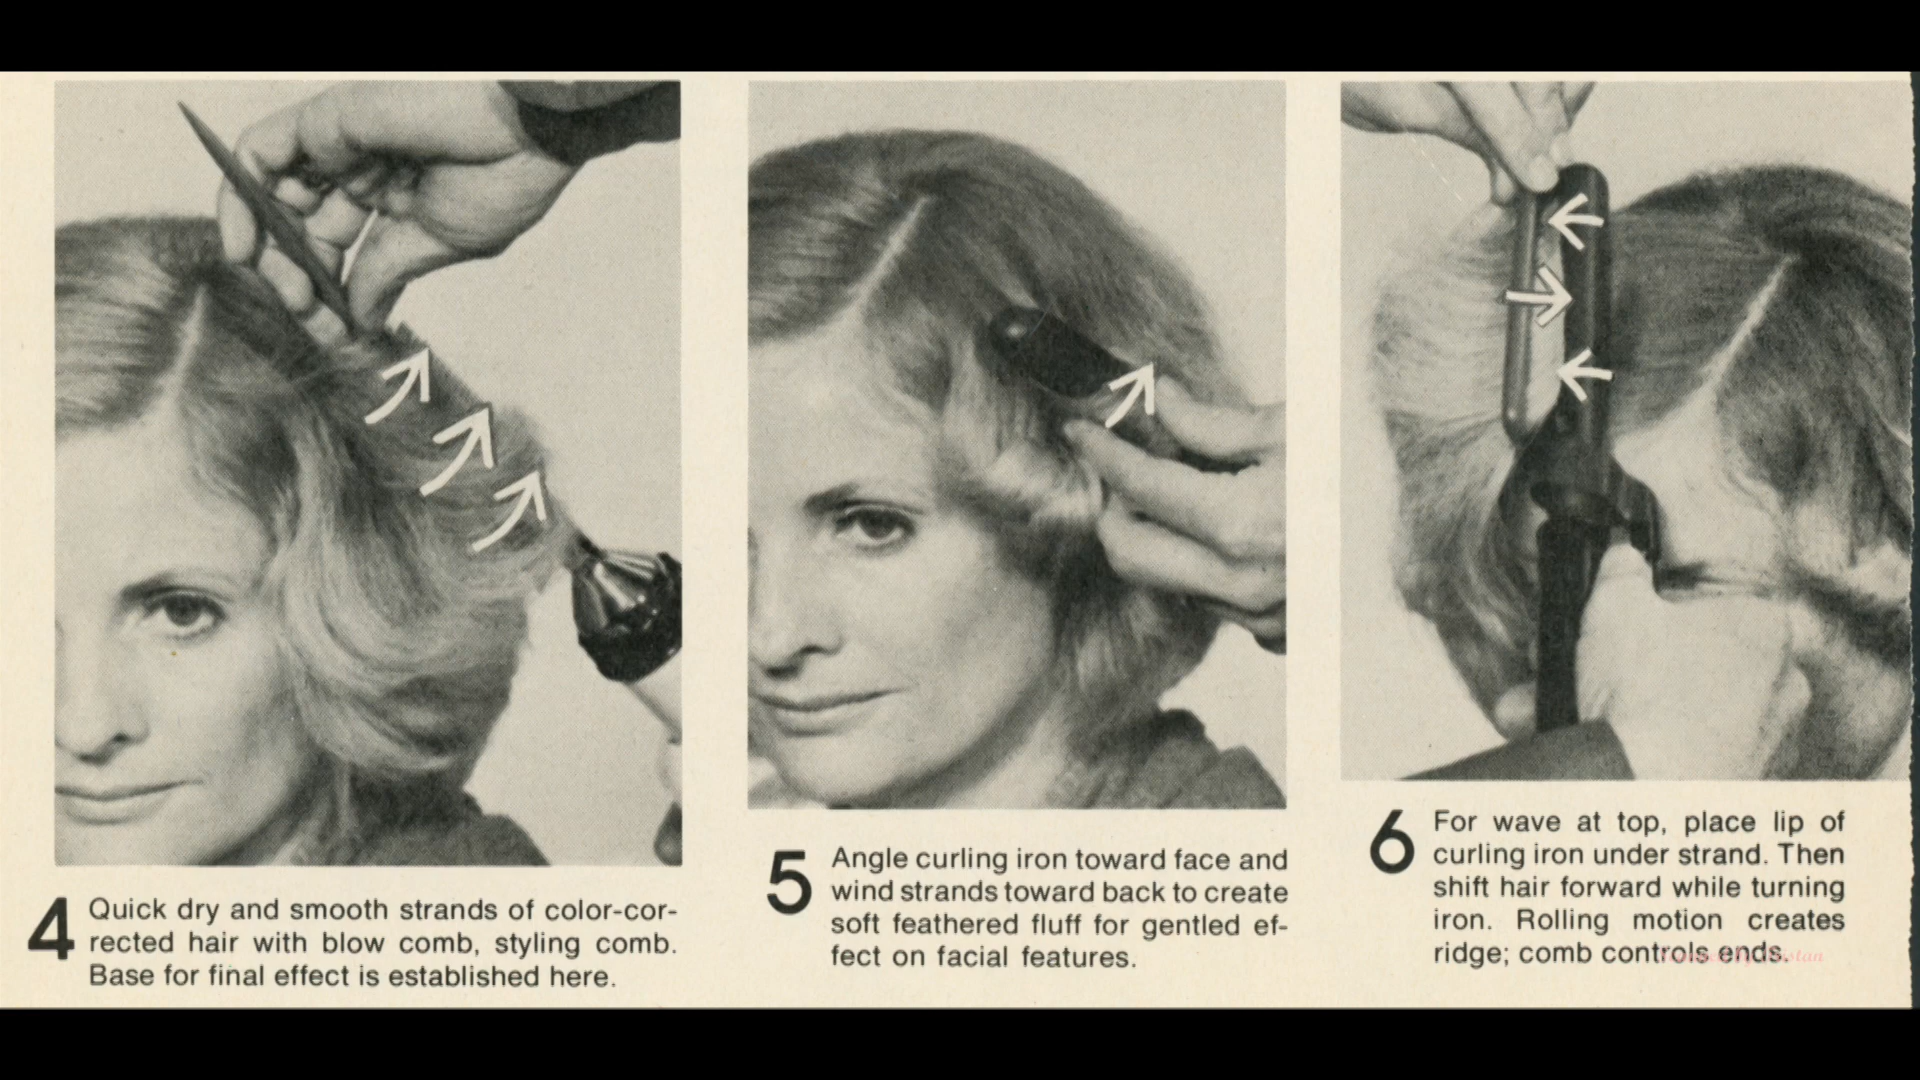 4 Quick dry and smooth strands of color-cor-
rected hair with blow comb, styling comb.
Base for final effect is established here.
5 Angle curling iron toward face and
wind strands toward back to create
soft feathered fluff for gentled ef-
fect on facial features.
6 For wave at top, place lip of
curling iron under strand. Then
shift hair forward while turning
iron. Rolling motion creates
ridge; comb controls ends.